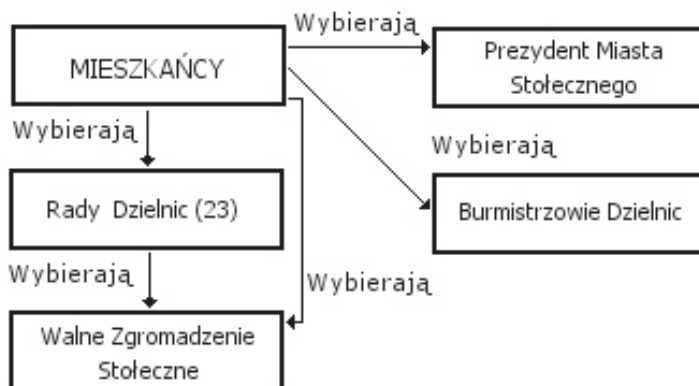 Wybierają
MIESZKAŃCY
Prezydent Miasta
Stołecznego
Wybierają
Wybierają
Rady Dzielnic (23)
Burmistrzowie Dzielnic
Wybierają
Wybierają
Walne Zgromadzenie
Stołeczne